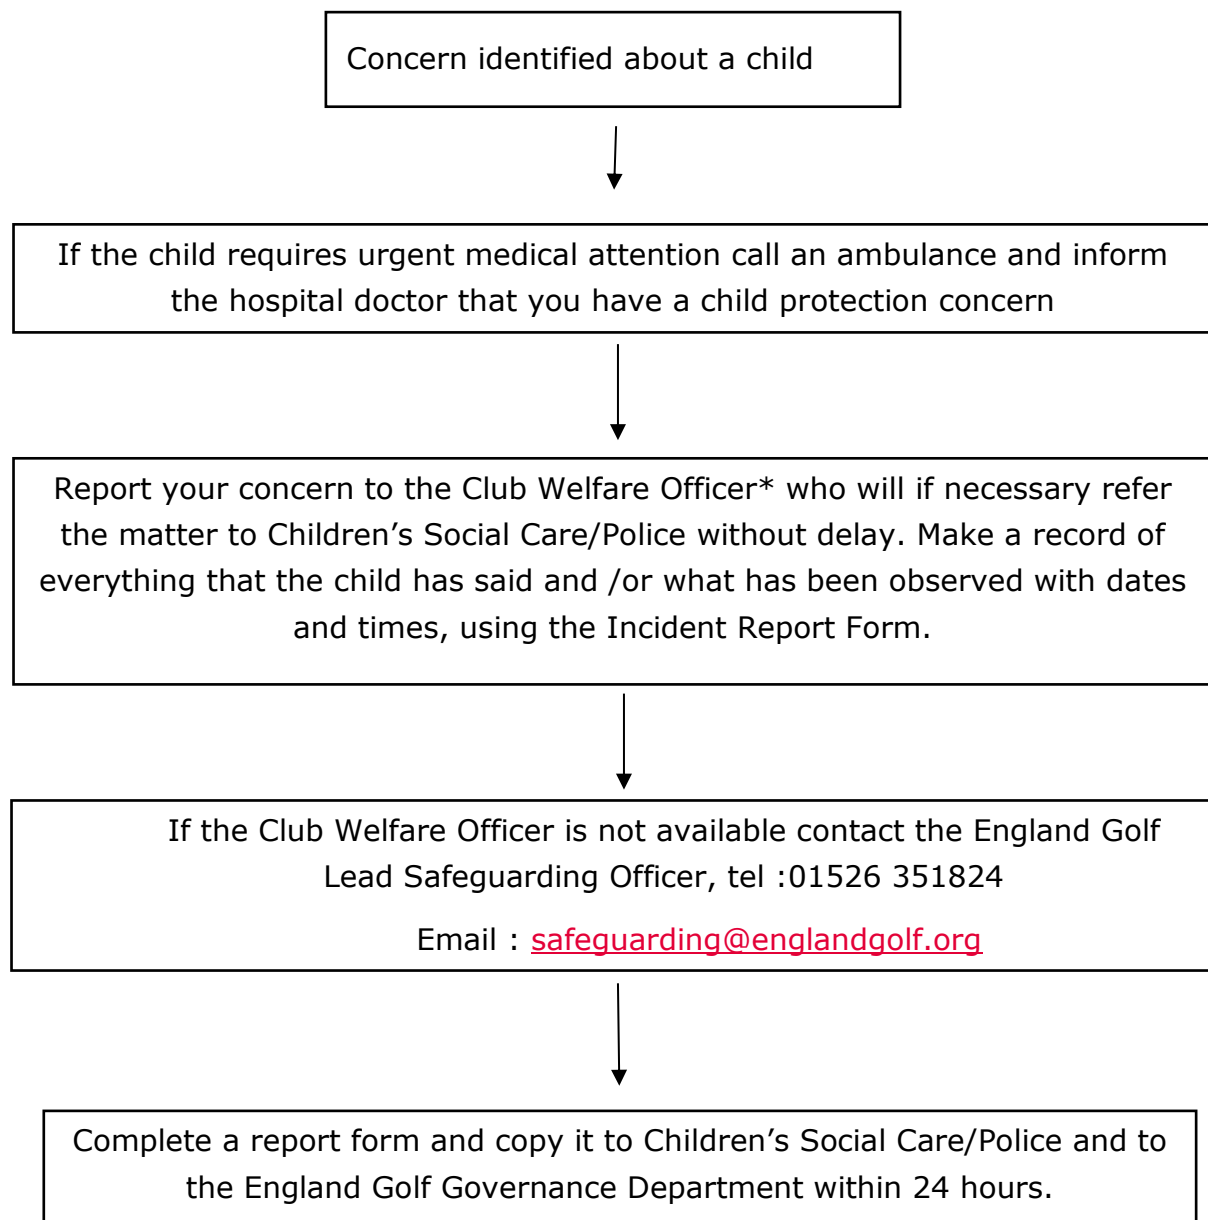 Concern identified about a child
If the child requires urgent medical attention call an ambulance and inform
the hospital doctor that you have a child protection concern
Report your concern to the Club Welfare Officer* who will if necessary refer
the matter to Children’s Social Care/Police without delay. Make a record of
everything that the child has said and /or what has been observed with dates
and times, using the Incident Report Form.
If the Club Welfare Officer is not available contact the England Golf
Lead Safeguarding Officer, tel :01526 351824
Email : safeguarding@englandgolf.org
Complete a report form and copy it to Children’s Social Care/Police and to
the England Golf Governance Department within 24 hours.